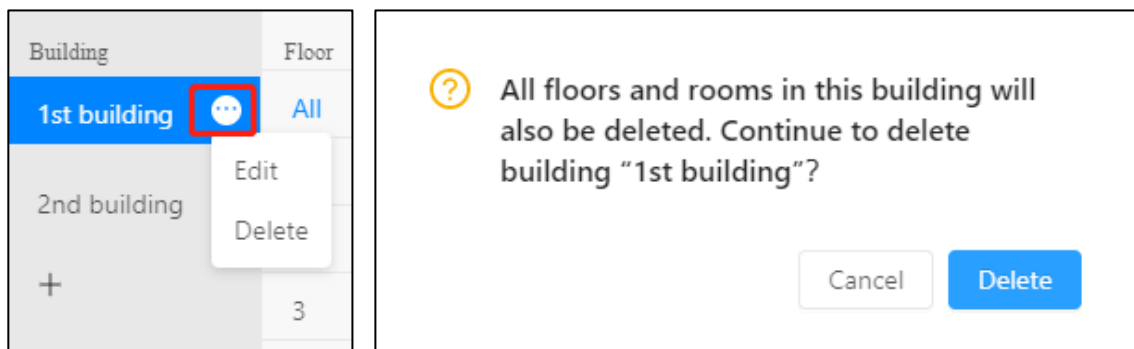 Building
Floor
1st building
All
Edit
2nd building
Delete
+
3
All floors and rooms in this building will
also be deleted. Continue to delete
building “1st building”?
Cancel
Delete